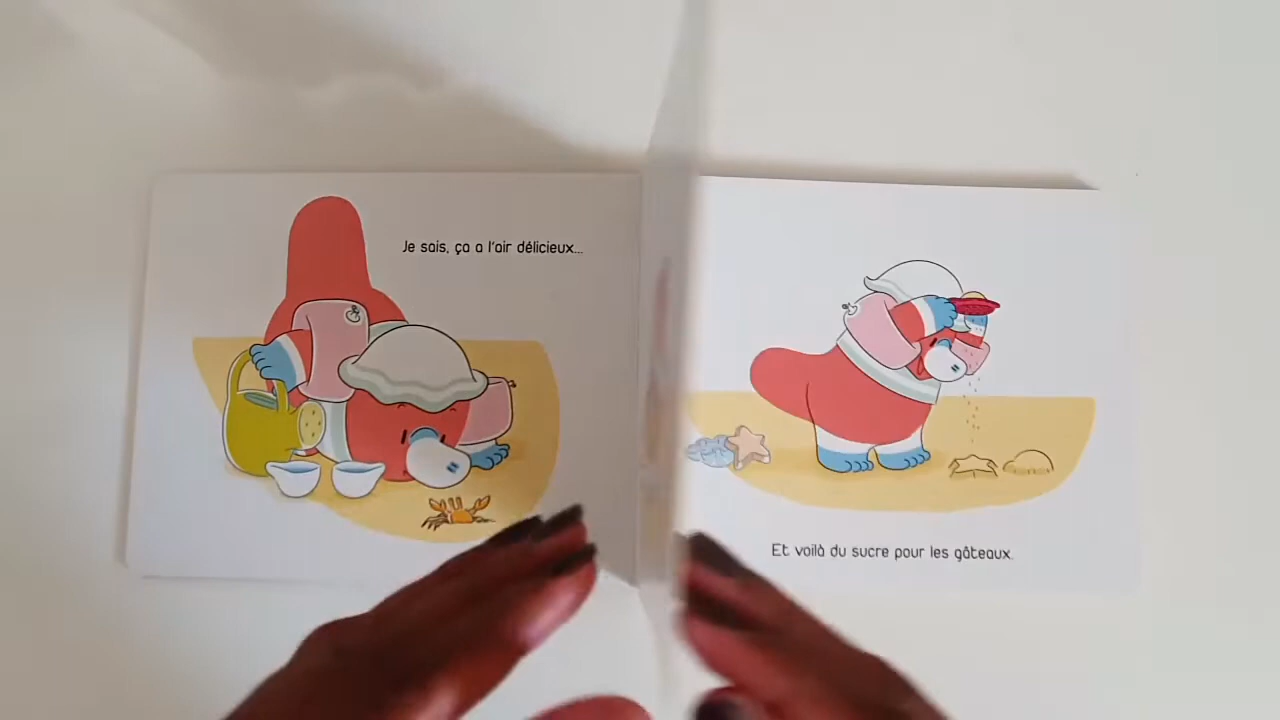 Je sais, ça a l'air délicieux...
Et voilà du sucre pour les gâteaux.